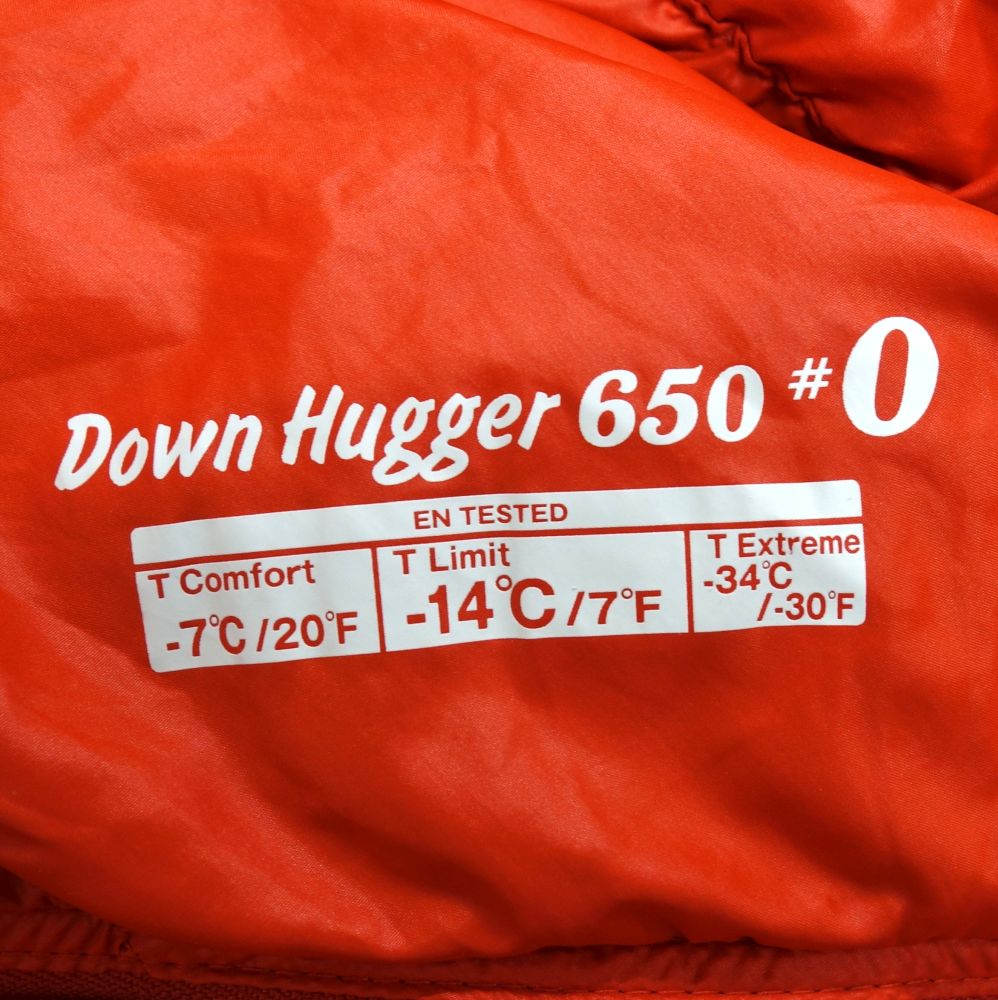 Down Hugger 650 #0
EN TESTED
T Comfort
-7°C/20°F
T Limit
-14°C/7°F
T Extreme
-34°C
/-30°F